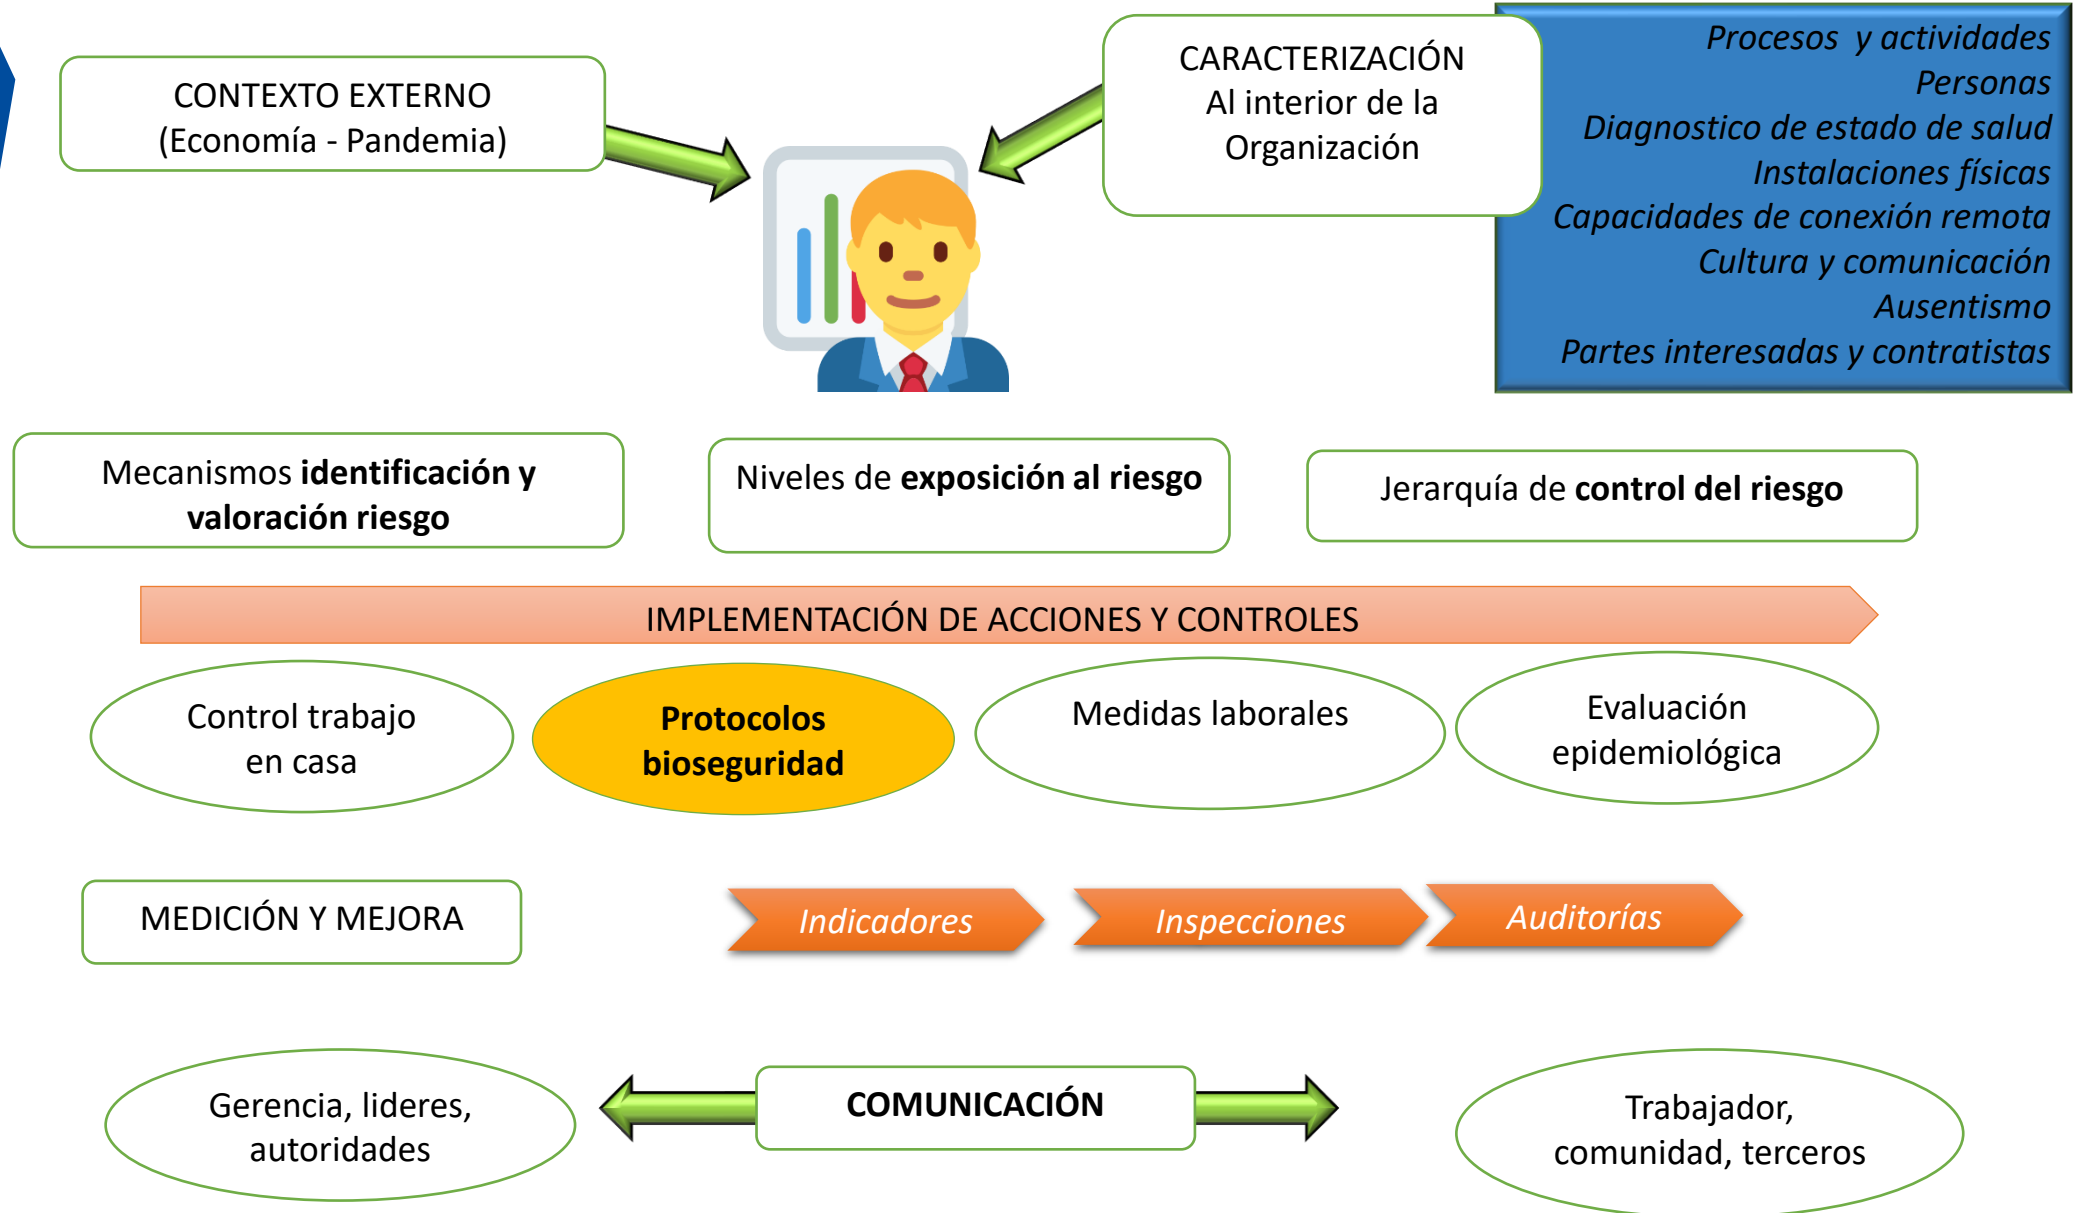 CONTEXTO EXTERNO
(Economía - Pandemia)
CARACTERIZACIÓN
Al interior de la
Organización
Procesos y actividades
Personas
Diagnostico de estado de salud
Instalaciones físicas
Capacidades de conexión remota
Cultura y comunicación
Ausentismo
Partes interesadas y contratistas
Mecanismos identificación y
valoración riesgo
Niveles de exposición al riesgo
Jerarquía de control del riesgo
IMPLEMENTACIÓN DE ACCIONES Y CONTROLES
Control trabajo
en casa
Protocolos
bioseguridad
Medidas laborales
Evaluación
epidemiológica
MEDICIÓN Y MEJORA
Indicadores
Inspecciones
Auditorías
Gerencia, lideres,
autoridades
COMUNICACIÓN
Trabajador,
comunidad, terceros